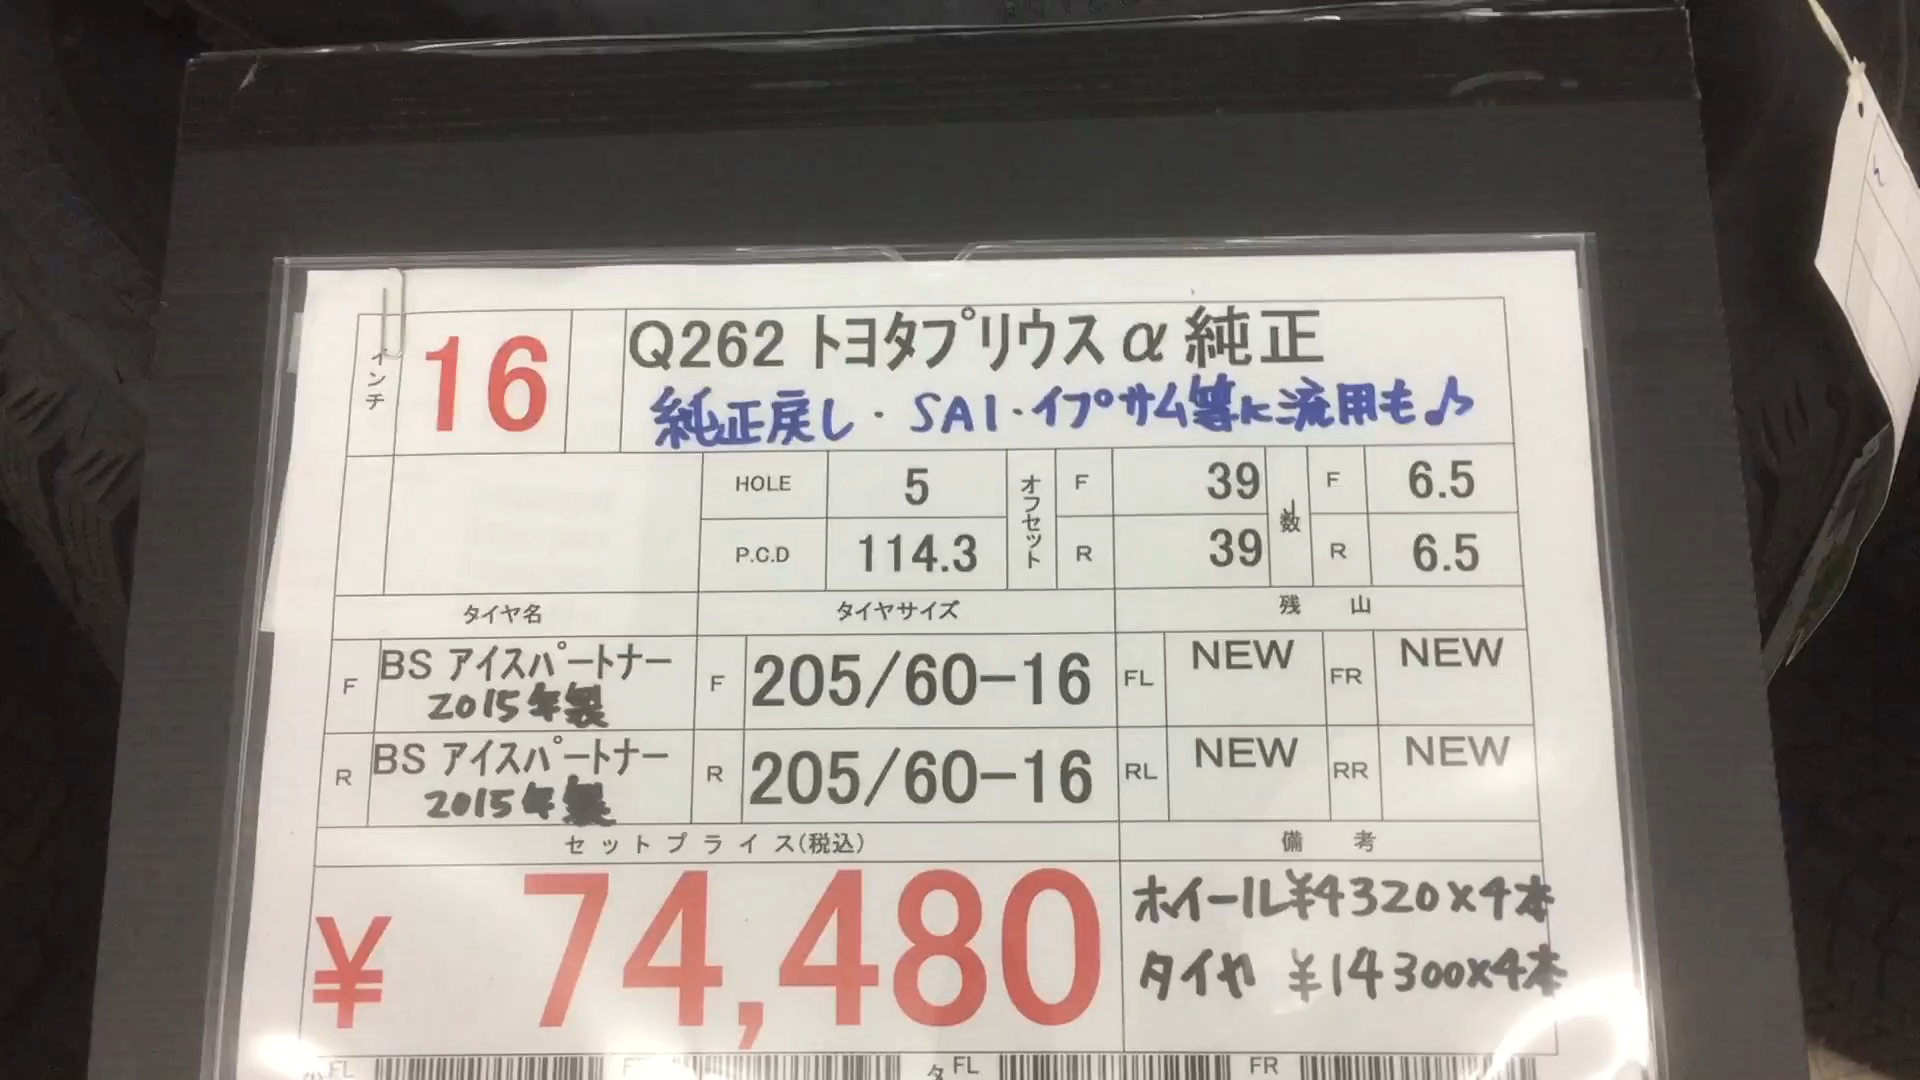 インチ 16 Q262 トヨタプリウスα純正
純正戻し・SAI・イプサム等に流用も♪
HOLE 5 オフセット F 39 J数 F 6.5
P.C.D 114.3 R 39 R 6.5
タイヤ名 タイヤサイズ 残山
F BS アイスパートナー F 205/60-16 FL NEW FR NEW
2015年製
R BS アイスパートナー R 205/60-16 RL NEW RR NEW
2015年製
セットプライス(税込) 備考
¥74,480 ホイール¥4320×4本
タイヤ ¥14300×4本
FL FL FR